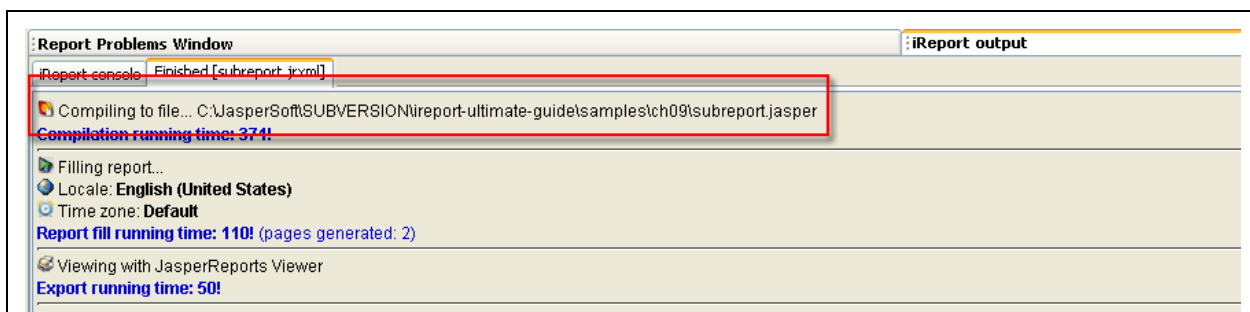 Report Problems Window
iReport output
iReport console
Finished [subreport.jrxml]
Compiling to file... C:\JasperSoft\SUBVERSION\ireport-ultimate-guide\samples\ch09\subreport.jasper
Compilation running time: 371!
Filling report...
Locale: English (United States)
Time zone: Default
Report fill running time: 110! (pages generated: 2)
Viewing with JasperReports Viewer
Export running time: 50!